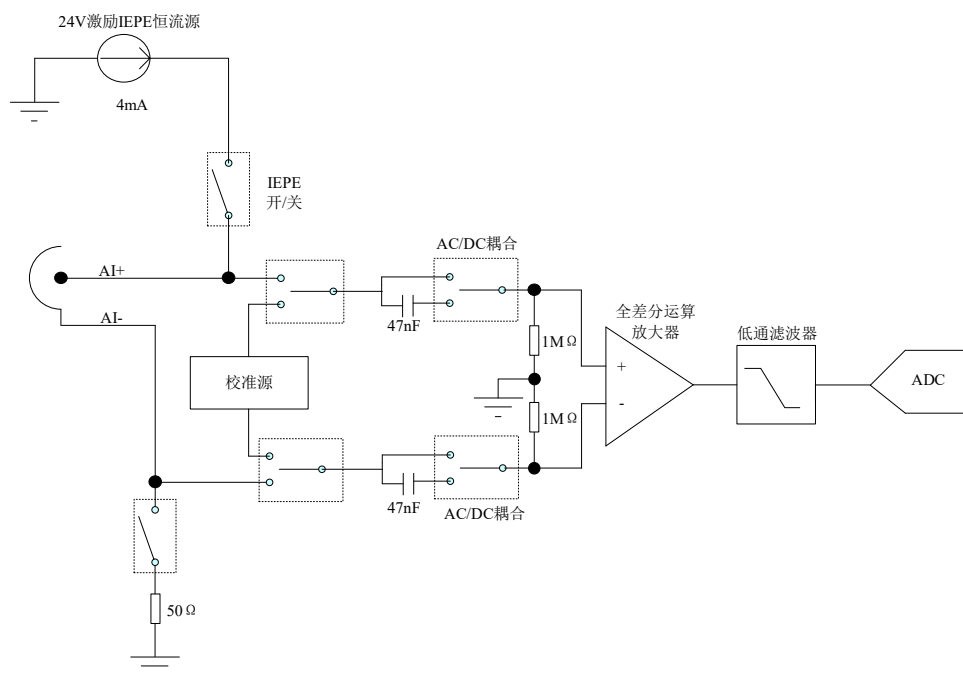 24V激励IEPE恒流源
4mA
IEPE
开/关
AI+
AI-
AC/DC耦合
47nF
1MΩ
全差分运算
放大器
低通滤波器
+
-
ADC
校准源
1MΩ
47nF
AC/DC耦合
50Ω